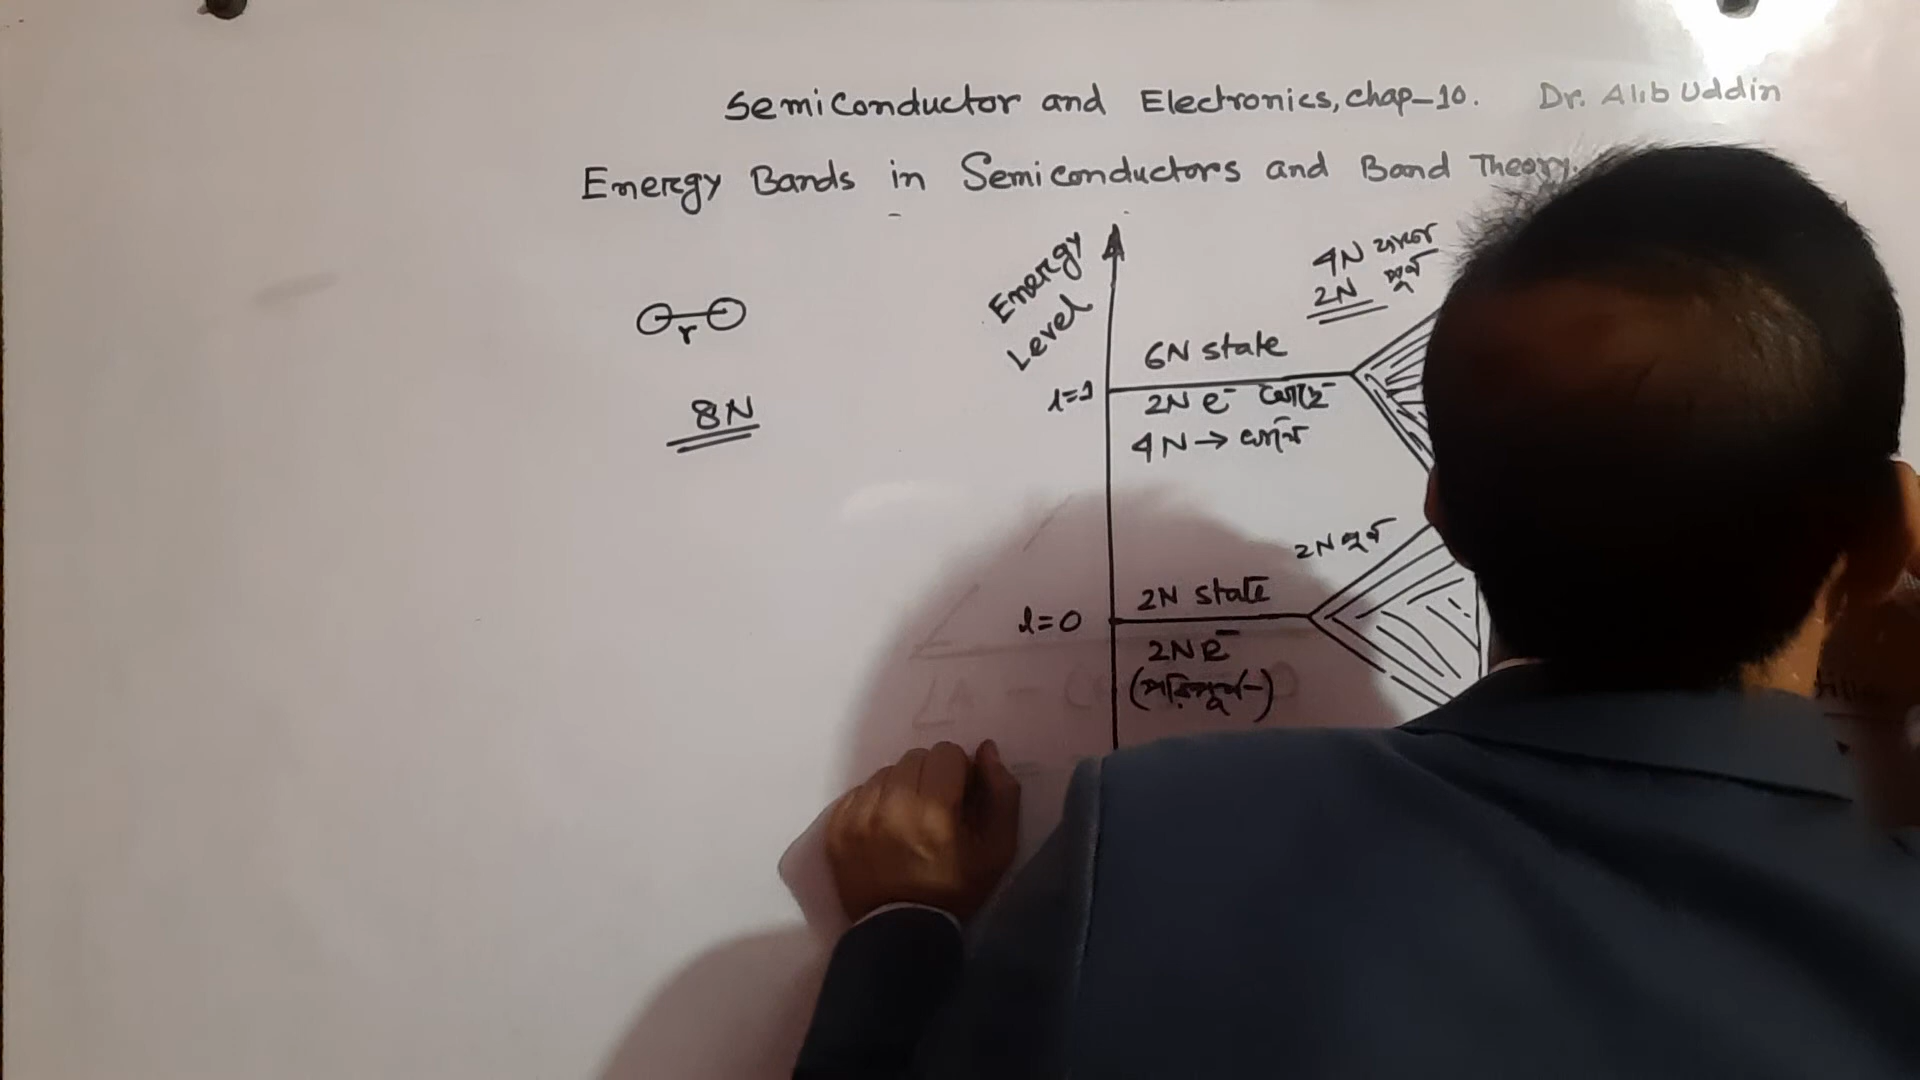 Semiconductor and Electronics, chap-10. Dr. Alib Uddin
Energy Bands in Semiconductors and Band Theory.
Energy
Level
4N
2N পূর্ণ
r
8N
6N state
l=1
2N e⁻
4N →
2N পূর্ণ
2N state
l=0
2N e⁻
(পরিপূর্ণ)